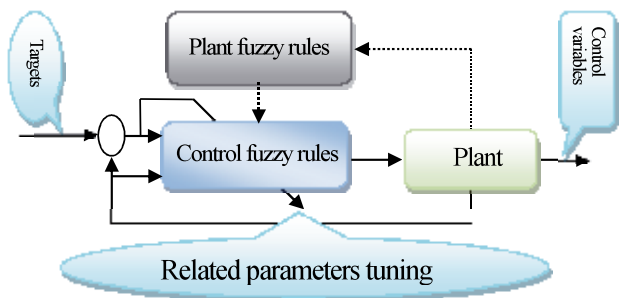 Targets
Plant fuzzy rules
Control
variables
Control fuzzy rules
Plant
Related parameters tuning